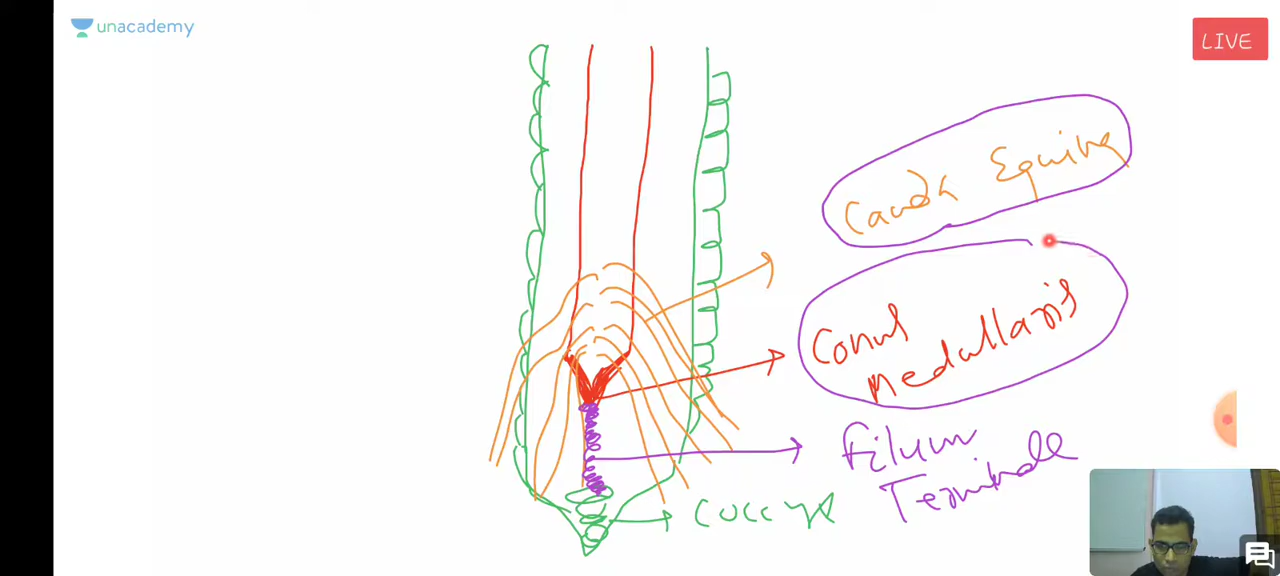 unacademy
LIVE
Cauda Equina
Conus
Medullaris
Filum
Terminale
Coccyx